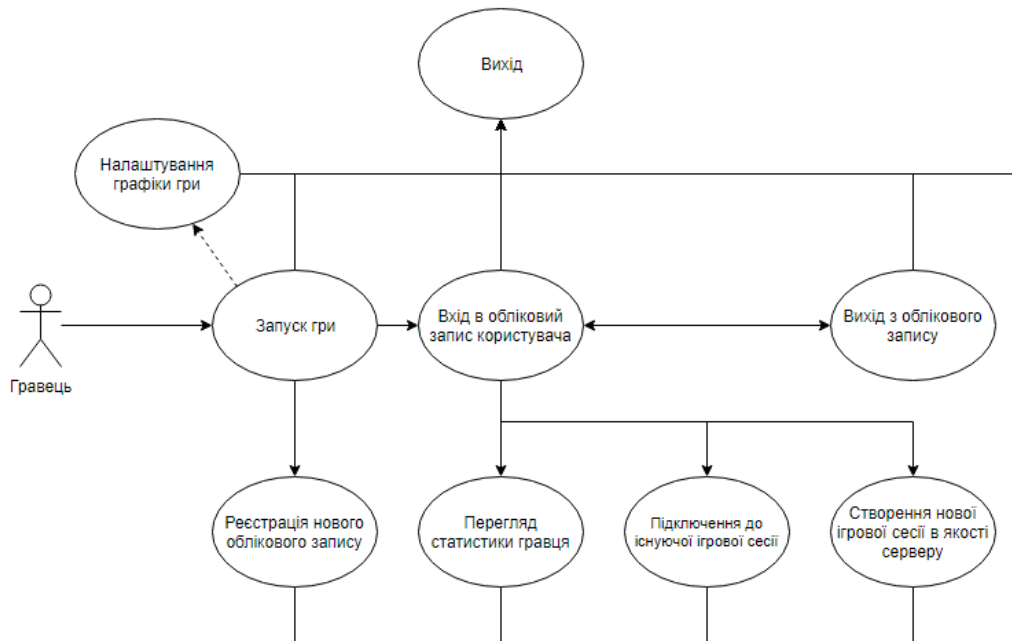 Вихід
Налаштування
графіки гри
Гравець
Запуск гри
Вхід в обліковий
запис користувача
Вихід з облікового
запису
Реєстрація нового
облікового запису
Перегляд
статистики гравця
Підключення до
існуючої ігрової сесії
Створення нової
ігрової сесії в якості
серверу